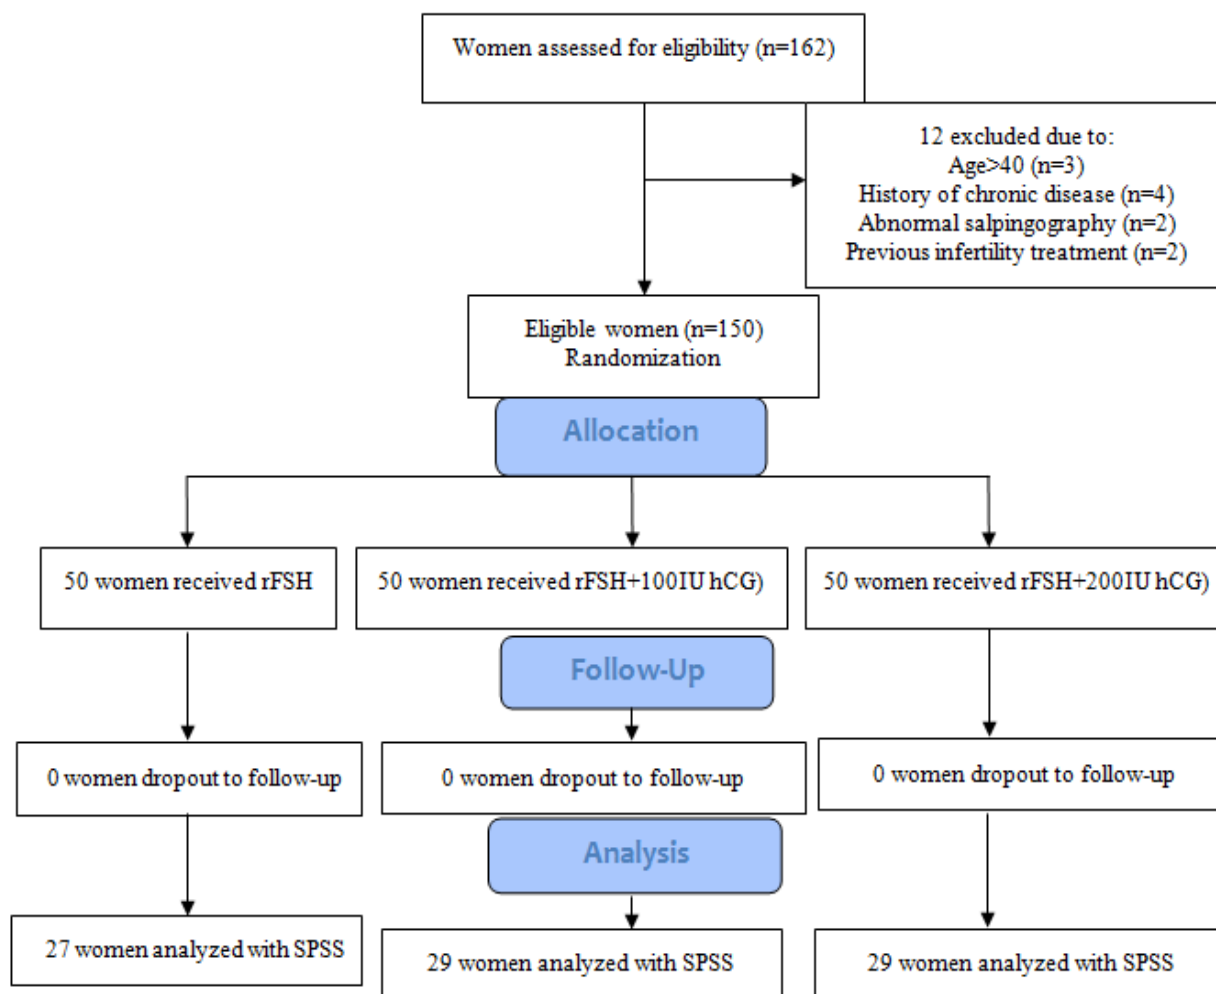 Women assessed for eligibility (n=162)
12 excluded due to:
Age>40 (n=3)
History of chronic disease (n=4)
Abnormal salpingography (n=2)
Previous infertility treatment (n=2)
Eligible women (n=150)
Randomization
Allocation
50 women received rFSH
50 women received rFSH+100IU hCG)
50 women received rFSH+200IU hCG)
Follow-Up
0 women dropout to follow-up
0 women dropout to follow-up
0 women dropout to follow-up
Analysis
27 women analyzed with SPSS
29 women analyzed with SPSS
29 women analyzed with SPSS